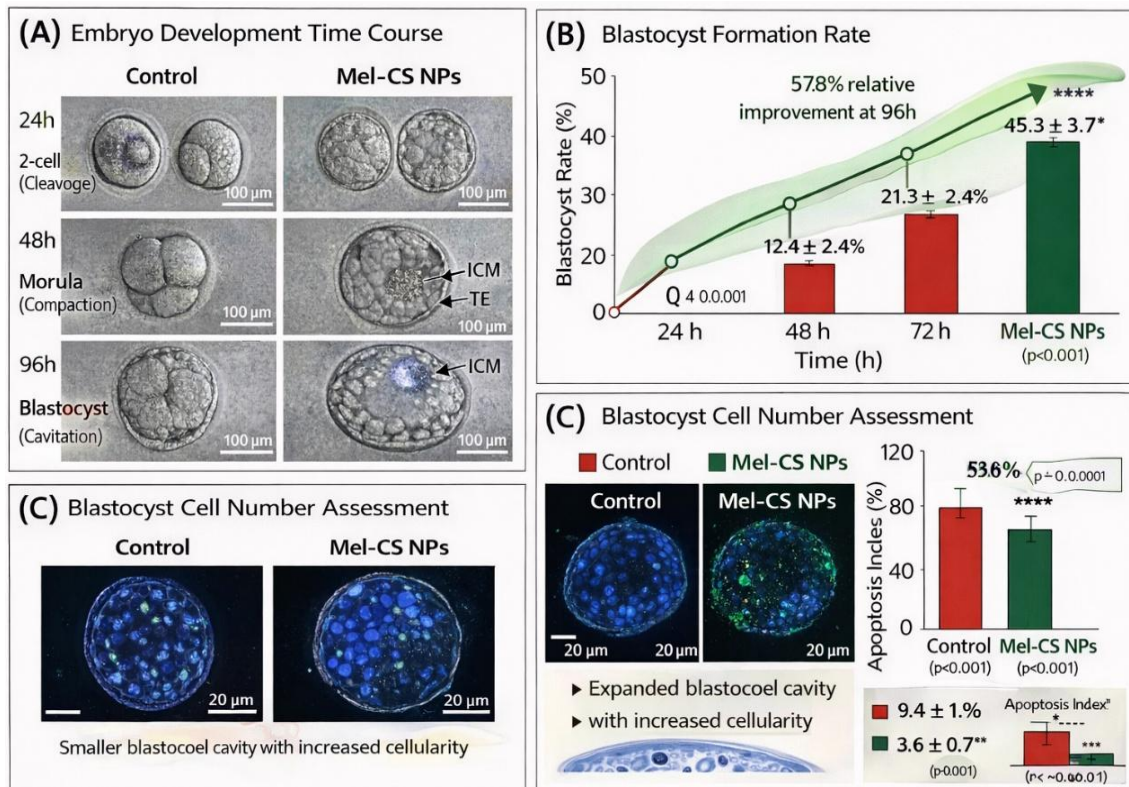 (A) Embryo Development Time Course
Control
Mel-CS NPs
24h
2-cell
(Cleavoge)
100 µm
100 µm
48h
Morula
(Compaction)
ICM
TE
100 µm
100 µm
96h
Blastocyst
(Cavitation)
ICM
100 µm
100 µm
(B) Blastocyst Formation Rate
Blastocyst Rate (%)
50
40
30
20
0
57.8% relative
improvement at 96h
****
45.3 ± 3.7*
21.3 ± 2.4%
12.4 ± 2.4%
Q 4 0.0.001
24 h
48 h
72 h
Mel-CS NPs
(p<0.001)
Time (h)
(C) Blastocyst Cell Number Assessment
Control
Mel-CS NPs
20 µm
20 µm
Smaller blastocoel cavity with increased cellularity
(C) Blastocyst Cell Number Assessment
Control
Mel-CS NPs
Control
Mel-CS NPs
20 µm
20 µm
▸ Expanded blastocoel cavity
▸ with increased cellularity
Apoptosis Incles (%)
120
80
40
0
53.6%
****
Control
(p<0.001)
Mel-CS NPs
(p<0.001)
9.4 ± 1.%
3.6 ± 0.7**
Apoptosis Index
*
***